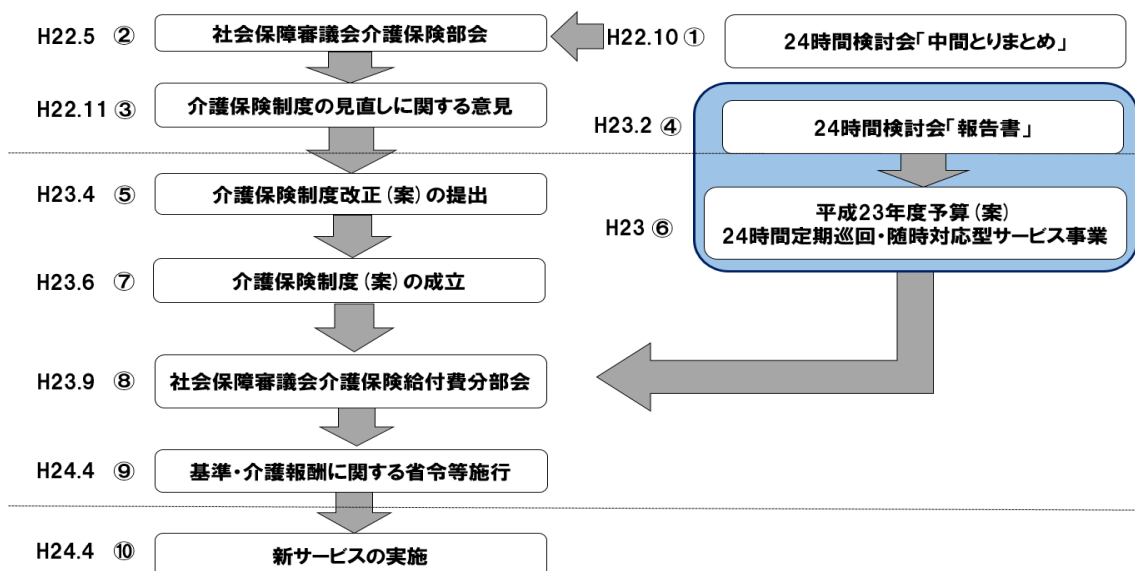 H22.5 ② 社会保障審議会介護保険部会
H22.10 ① 24時間検討会「中間とりまとめ」
H22.11 ③ 介護保険制度の見直しに関する意見
H23.2 ④ 24時間検討会「報告書」
H23.4 ⑤ 介護保険制度改正(案)の提出
H23 ⑥ 平成23年度予算(案)
24時間定期巡回・随時対応型サービス事業
H23.6 ⑦ 介護保険制度(案)の成立
H23.9 ⑧ 社会保障審議会介護保険給付費分部会
H24.4 ⑨ 基準・介護報酬に関する省令等施行
H24.4 ⑩ 新サービスの実施